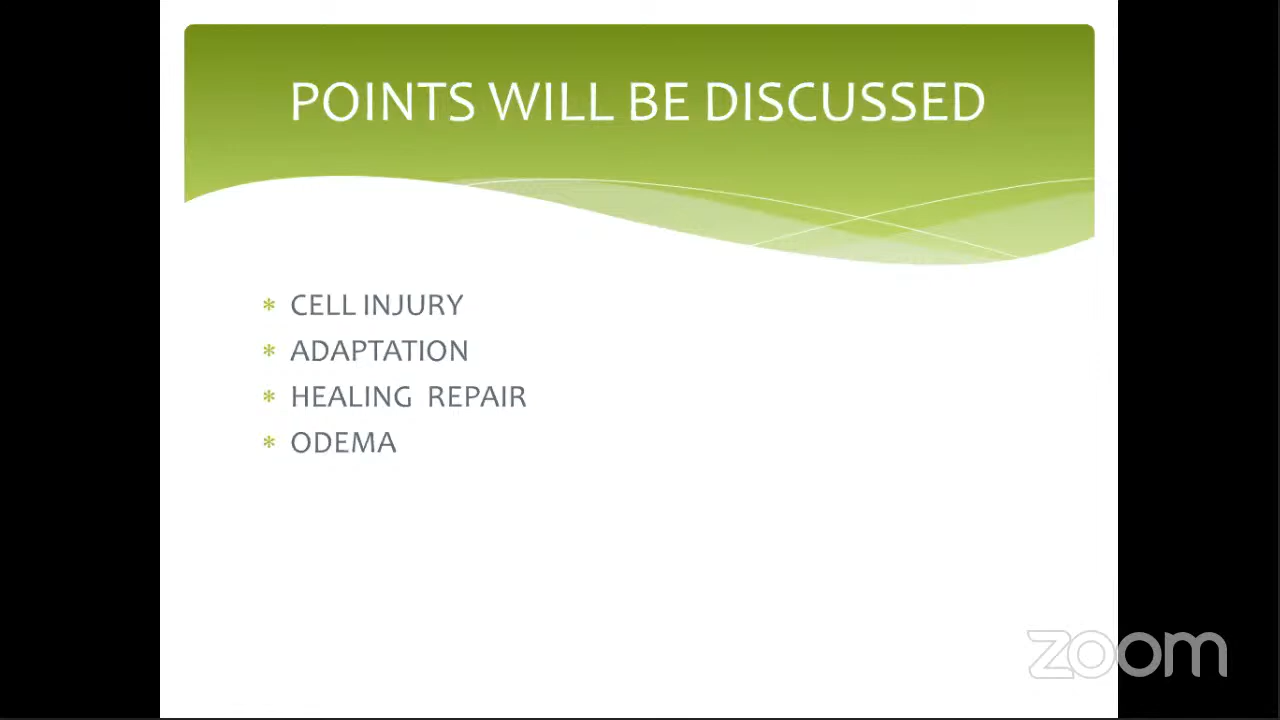 POINTS WILL BE DISCUSSED
* CELL INJURY
* ADAPTATION
* HEALING  REPAIR
* ODEMA
zoom